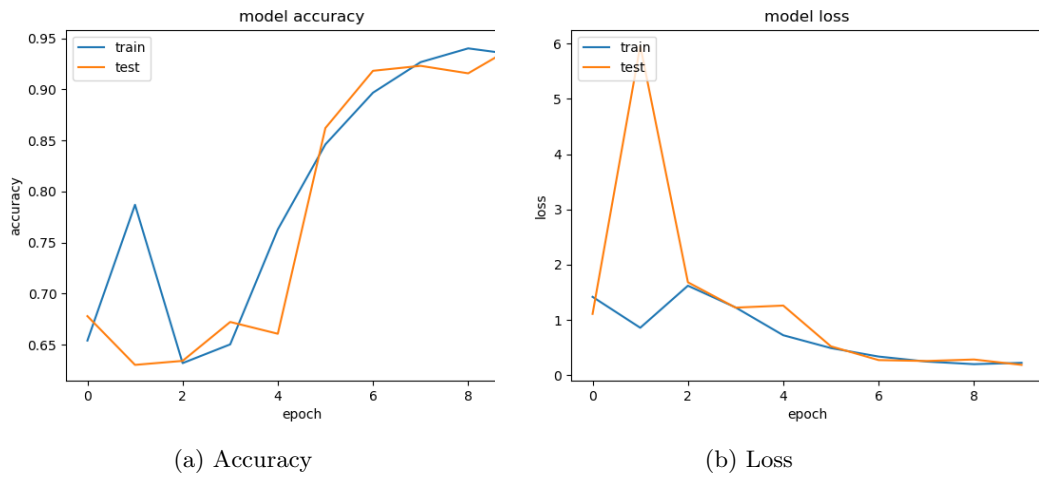 model accuracy
train
test
0.95
0.90
0.85
0.80
0.75
0.70
0.65
accuracy
0 2 4 6 8
epoch
(a) Accuracy
model loss
train
test
6
5
4
3
2
1
0
loss
0 2 4 6 8
epoch
(b) Loss